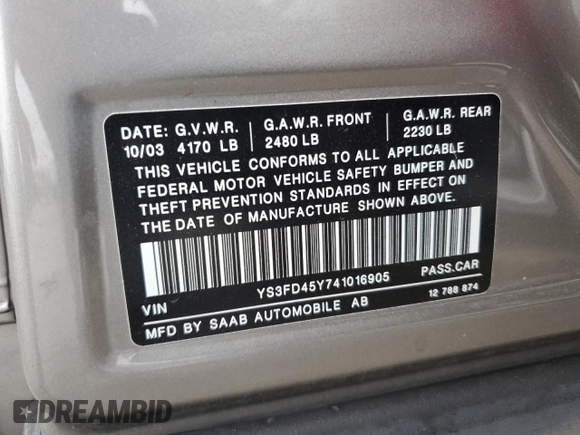 DATE: G.V.W.R. G.A.W.R. FRONT G.A.W.R. REAR
10/03 4170 LB 2480 LB 2230 LB
THIS VEHICLE CONFORMS TO ALL APPLICABLE
FEDERAL MOTOR VEHICLE SAFETY BUMPER AND
THEFT PREVENTION STANDARDS IN EFFECT ON
THE DATE OF MANUFACTURE SHOWN ABOVE.
YS3FD45Y741016905 PASS.CAR
VIN
MFD BY SAAB AUTOMOBILE AB 12 788 874
DREAMBID